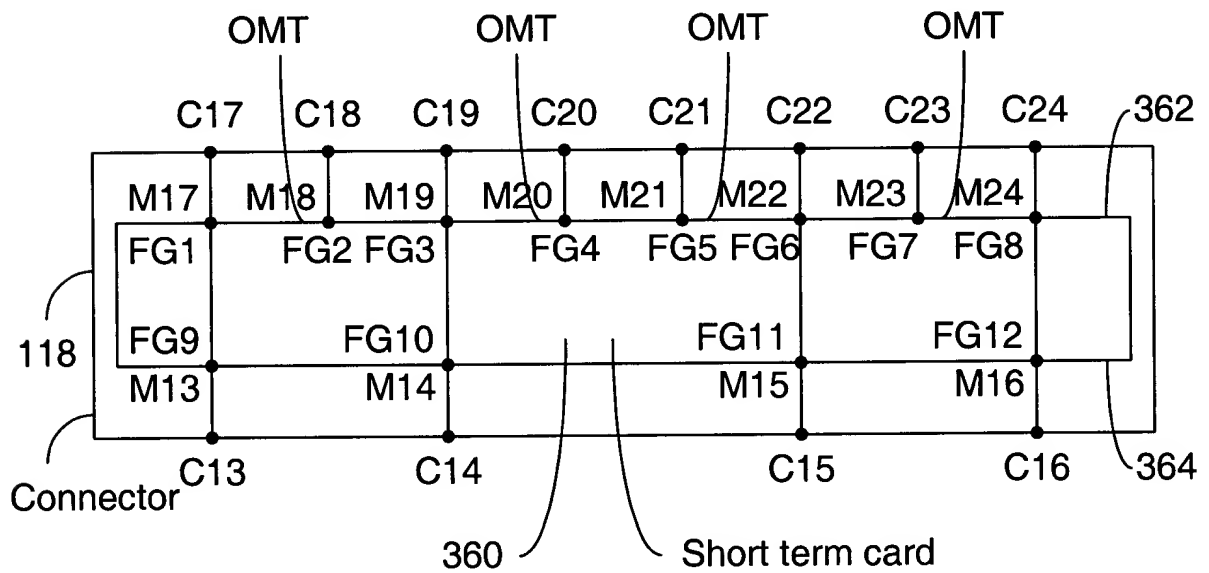 OMT OMT OMT OMT
C17 C18 C19 C20 C21 C22 C23 C24 362
M17 M18 M19 M20 M21 M22 M23 M24
FG1 FG2 FG3 FG4 FG5 FG6 FG7 FG8
FG9 FG10 FG11 FG12
118
M13 M14 M15 M16
C13 C14 C15 C16 364
Connector
360 Short term card